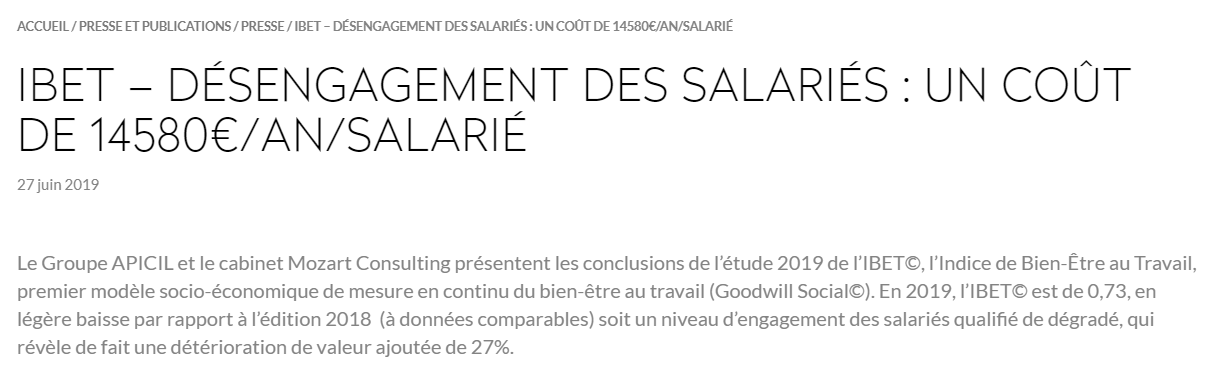 ACCUEIL / PRESSE ET PUBLICATIONS / PRESSE / IBET – DÉSENGAGEMENT DES SALARIÉS : UN COÛT DE 14580€/AN/SALARIÉ
IBET – DÉSENGAGEMENT DES SALARIÉS : UN COÛT
DE 14580€/AN/SALARIÉ
27 juin 2019
Le Groupe APICIL et le cabinet Mozart Consulting présentent les conclusions de l'étude 2019 de l'IBET©, l'Indice de Bien-Être au Travail,
premier modèle socio-économique de mesure en continu du bien-être au travail (Goodwill Social©). En 2019, l'IBET© est de 0,73, en
légère baisse par rapport à l'édition 2018 (à données comparables) soit un niveau d'engagement des salariés qualifié de dégradé, qui
révèle de fait une détérioration de valeur ajoutée de 27%.